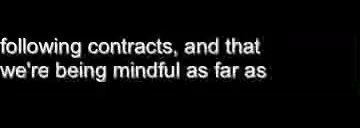 following contracts, and that
we're being mindful as far as